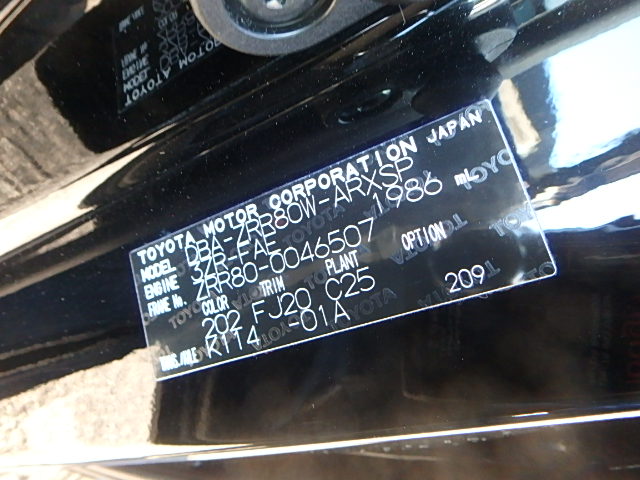 TOYOTA MOTOR CORPORATION JAPAN
MODEL DBA-ZRR80W-ARXSP
ENGINE 3ZR-FAE 1986 mL
FRAME No. ZRR80-0046507
COLOR TRIM PLANT OPTION
202 FJ20 C25 209
TRANS/AXLE K114 -01A